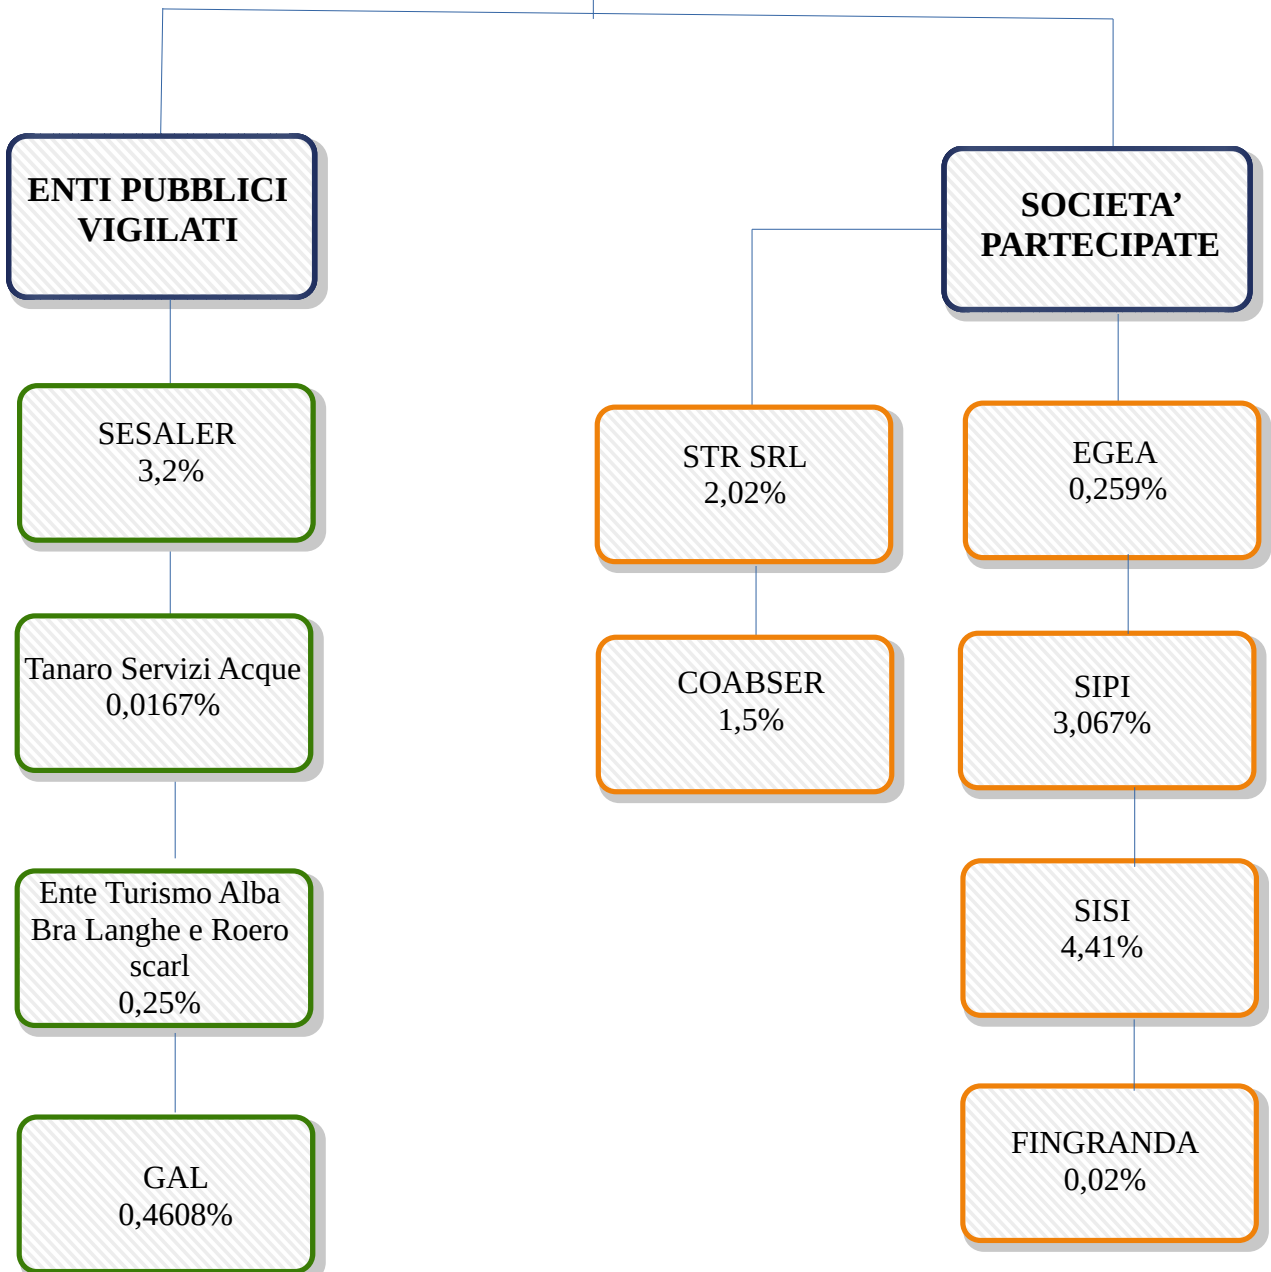 ENTI PUBBLICI
VIGILATI
SOCIETA’
PARTECIPATE
SESALER
3,2%
STR SRL
2,02%
EGEA
0,259%
Tanaro Servizi Acque
0,0167%
COABSER
1,5%
SIPI
3,067%
Ente Turismo Alba
Bra Langhe e Roero
scarl
0,25%
SISI
4,41%
GAL
0,4608%
FINGRANDA
0,02%